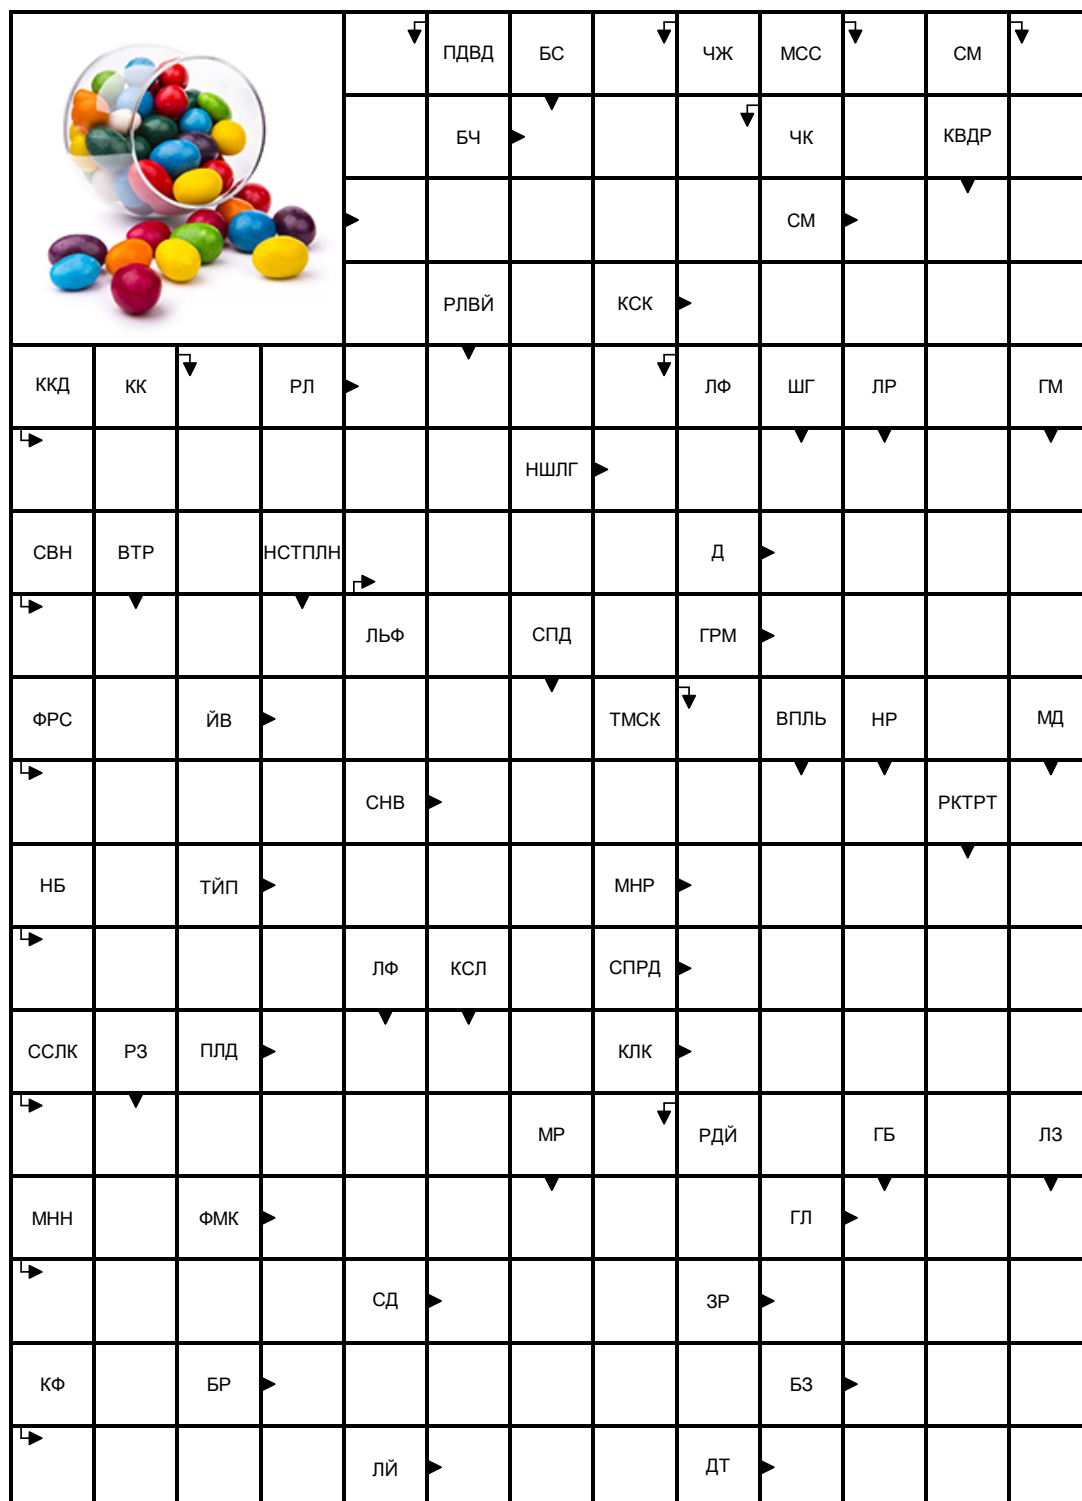 ПДВД БС ЧЖ МСС СМ
БЧ ЧК КВДР
СМ
РЛВЙ КСК
ККД КК РЛ ЛФ ШГ ЛР ГМ
НШЛГ
СВН ВТР НСТПЛН Д
ЛЬФ СПД ГРМ
ФРС ЙВ ТМСК ВПЛЬ НР МД
СНВ РКТРТ
НБ ТЙП МНР
ЛФ КСЛ СПРД
ССЛК РЗ ПЛД КЛК
МР РДЙ ГБ ЛЗ
МНН ФМК ГЛ
СД ЗР
КФ БР БЗ
ЛЙ ДТ